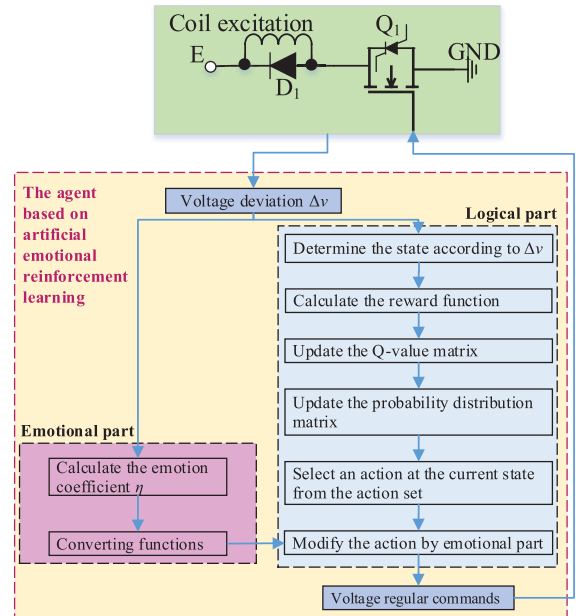 Coil excitation
Q1
E
GND
D1
The agent
based on
artificial
emotional
reinforcement
learning
Voltage deviation Δv
Logical part
Determine the state according to Δv
Calculate the reward function
Update the Q-value matrix
Update the probability distribution
matrix
Emotional part
Calculate the emotion
coefficient η
Select an action at the current state
from the action set
Converting functions
Modify the action by emotional part
Voltage regular commands